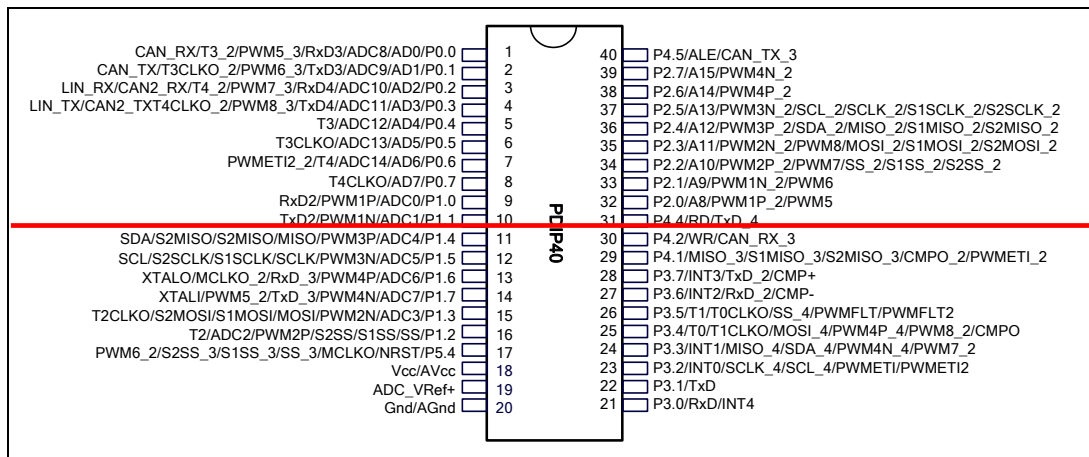 CAN_RX/T3_2/PWM5_3/RxD3/ADC8/AD0/P0.0 1 40 P4.5/ALE/CAN_TX_3
CAN_TX/T3CLKO_2/PWM6_3/TxD3/ADC9/AD1/P0.1 2 39 P2.7/A15/PWM4N_2
LIN_RX/CAN2_RX/T4_2/PWM7_3/RxD4/ADC10/AD2/P0.2 3 38 P2.6/A14/PWM4P_2
LIN_TX/CAN2_TXT4CLKO_2/PWM8_3/TxD4/ADC11/AD3/P0.3 4 37 P2.5/A13/PWM3N_2/SCL_2/SCLK_2/S1SCLK_2/S2SCLK_2
T3/ADC12/AD4/P0.4 5 36 P2.4/A12/PWM3P_2/SDA_2/MISO_2/S1MISO_2/S2MISO_2
T3CLKO/ADC13/AD5/P0.5 6 35 P2.3/A11/PWM2N_2/PWM8/MOSI_2/S1MOSI_2/S2MOSI_2
PWMETI2_2/T4/ADC14/AD6/P0.6 7 34 P2.2/A10/PWM2P_2/PWM7/SS_2/S1SS_2/S2SS_2
T4CLKO/AD7/P0.7 8 33 P2.1/A9/PWM1N_2/PWM6
RxD2/PWM1P/ADC0/P1.0 9 32 P2.0/A8/PWM1P_2/PWM5
TxD2/PWM1N/ADC1/P1.1 10 31 P4.4/RD/TxD_4
PDIP40
SDA/S2MISO/S2MISO/MISO/PWM3P/ADC4/P1.4 11 30 P4.2/WR/CAN_RX_3
SCL/S2SCLK/S1SCLK/SCLK/PWM3N/ADC5/P1.5 12 29 P4.1/MISO_3/S1MISO_3/S2MISO_3/CMPO_2/PWMETI_2
XTALO/MCLKO_2/RxD_3/PWM4P/ADC6/P1.6 13 28 P3.7/INT3/TxD_2/CMP+
XTALI/PWM5_2/TxD_3/PWM4N/ADC7/P1.7 14 27 P3.6/INT2/RxD_2/CMP-
T2CLKO/S2MOSI/S1MOSI/MOSI/PWM2N/ADC3/P1.3 15 26 P3.5/T1/T0CLKO/SS_4/PWMFLT/PWMFLT2
T2/ADC2/PWM2P/S2SS/S1SS/SS/P1.2 16 25 P3.4/T0/T1CLKO/MOSI_4/PWM4P_4/PWM8_2/CMPO
PWM6_2/S2SS_3/S1SS_3/SS_3/MCLKO/NRST/P5.4 17 24 P3.3/INT1/MISO_4/SDA_4/PWM4N_4/PWM7_2
Vcc/AVcc 18 23 P3.2/INT0/SCLK_4/SCL_4/PWMETI/PWMETI2
ADC_VRef+ 19 22 P3.1/TxD
Gnd/AGnd 20 21 P3.0/RxD/INT4